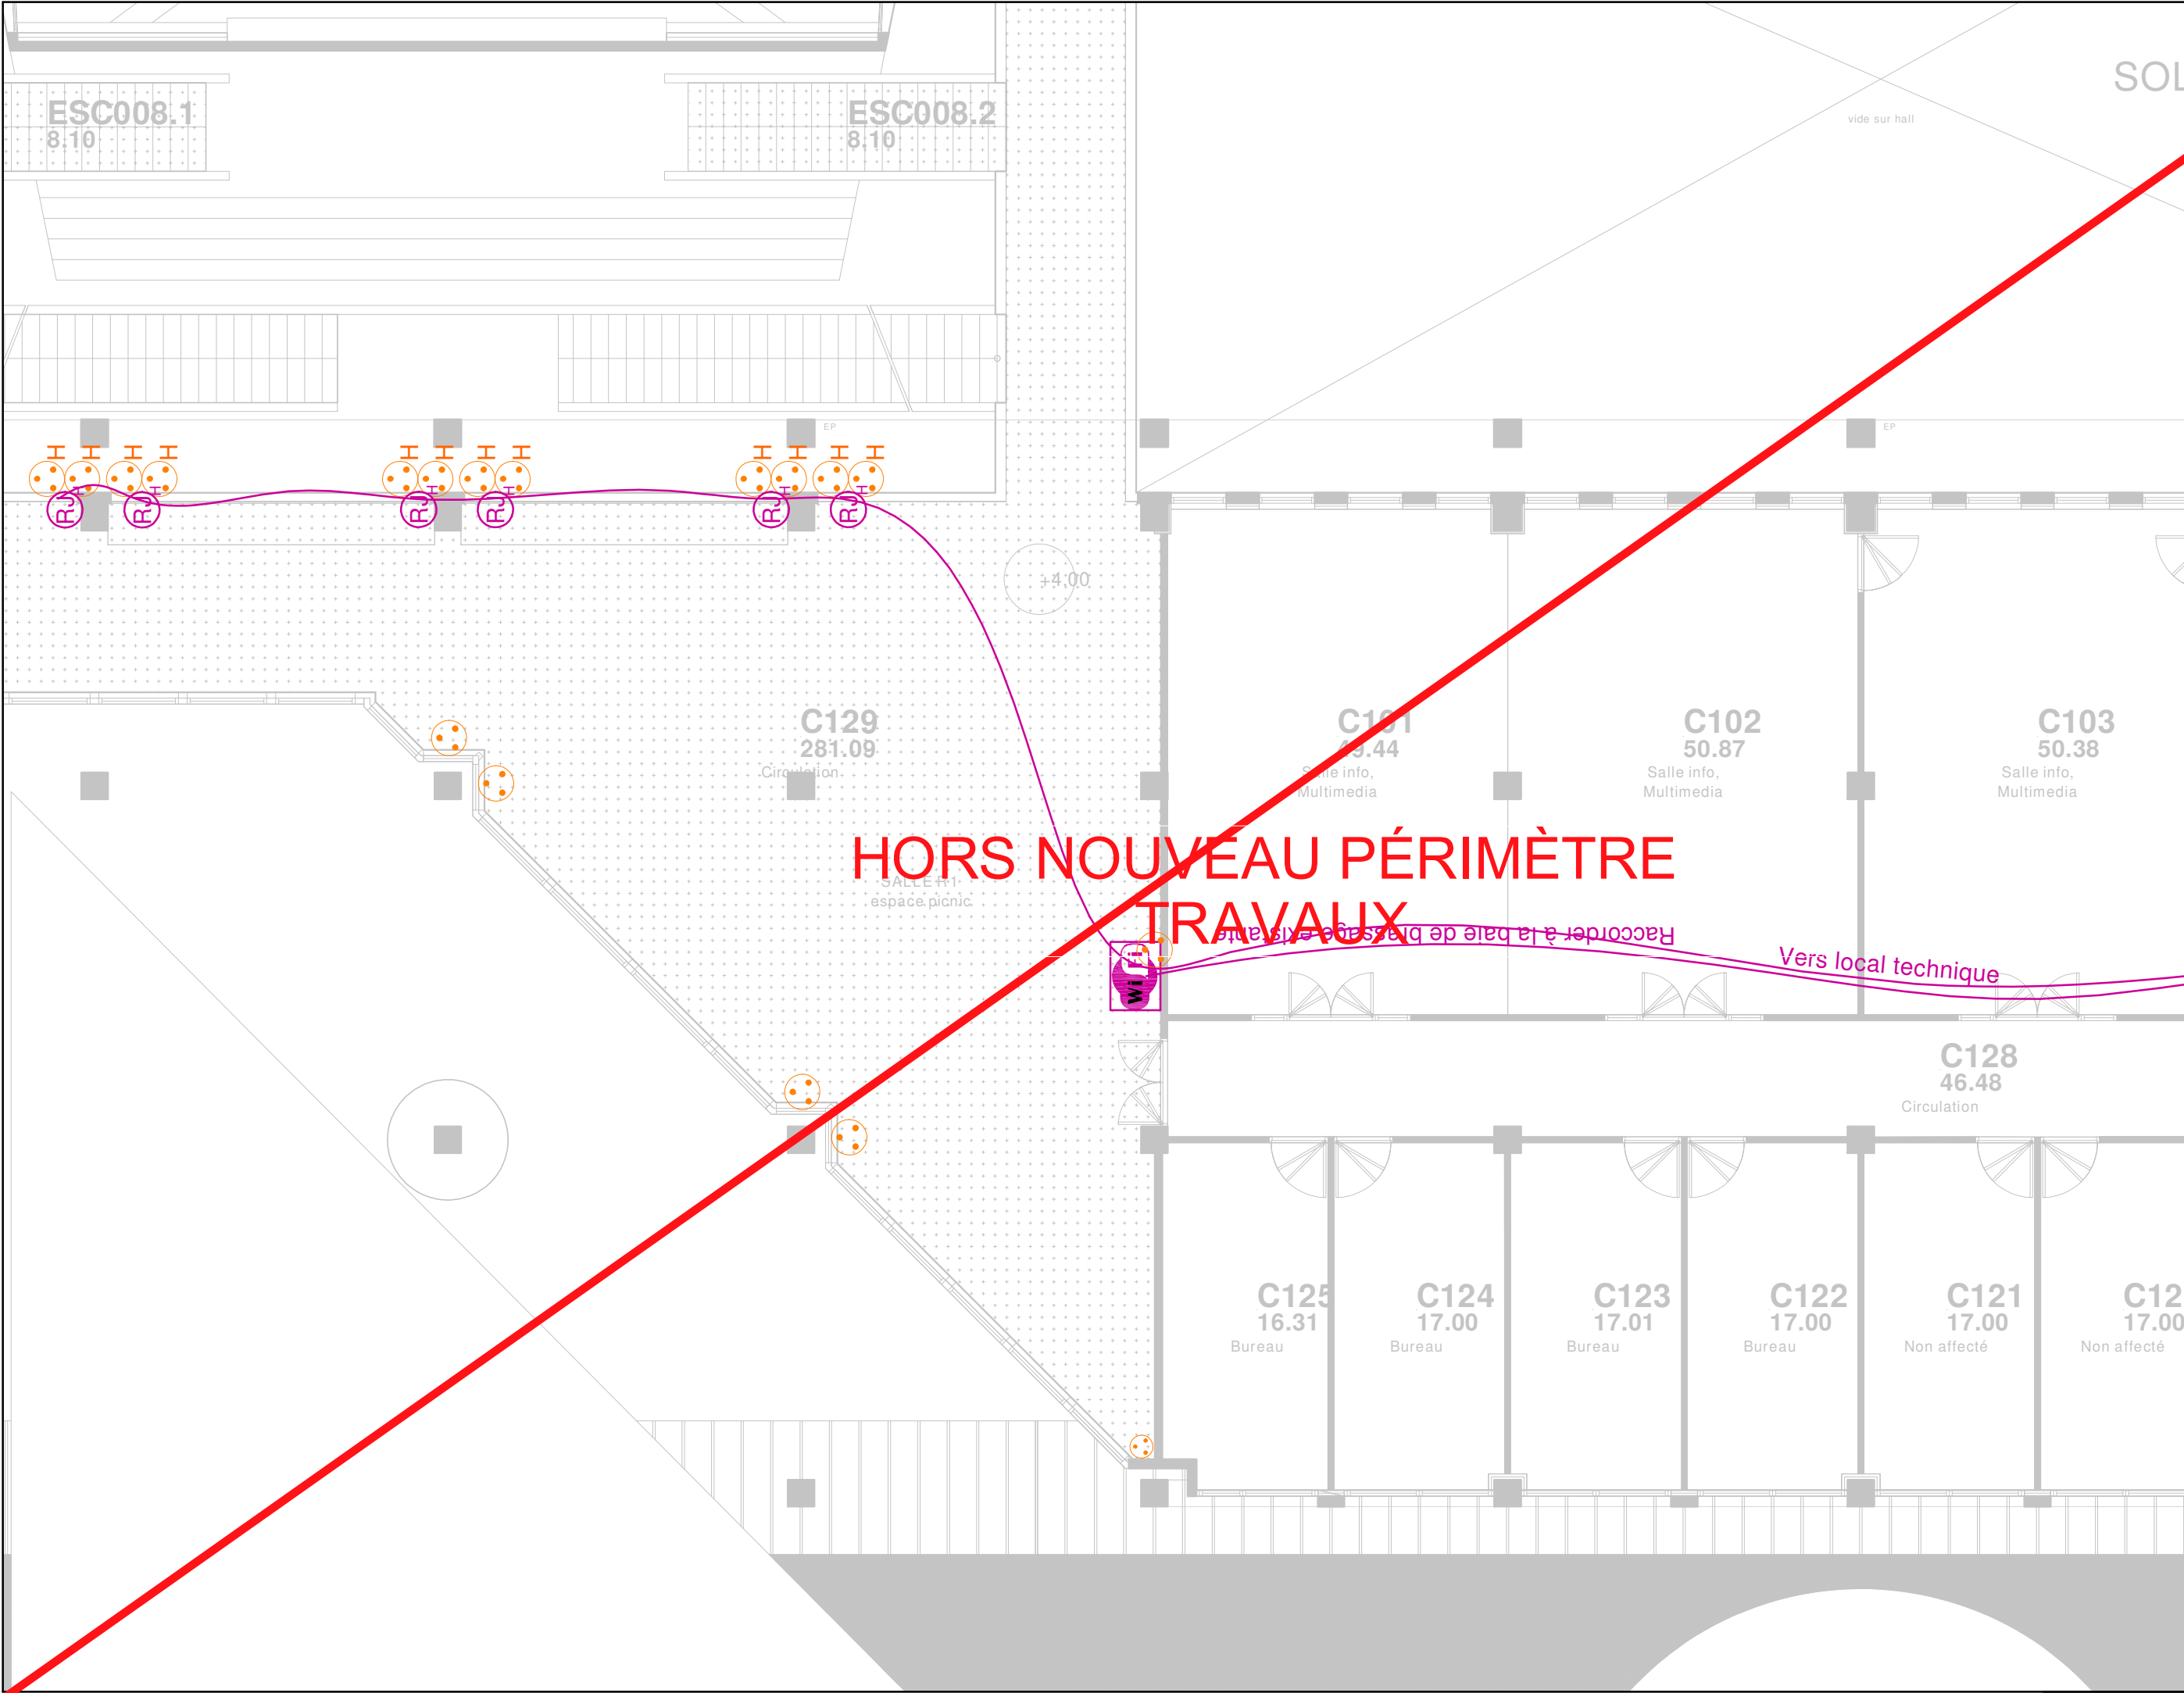 SOL
vide sur hall
ESC008.1
8.10
ESC008.2
8.10
EP
EP
H H H H H H H H H H H H
H H H H H H
RJ RJ RJ RJ RJ RJ
+4.00
C129
281.09
Circulation
C101
49.44
Salle info,
Multimedia
C102
50.87
Salle info,
Multimedia
C103
50.38
Salle info,
Multimedia
HORS NOUVEAU PÉRIMÈTRE
TRAVAUX
SALLE R+1
espace picnic
Raccorder à la baie de brassage existante
Vers local technique
Wi Fi
C128
46.48
Circulation
C125
16.31
Bureau
C124
17.00
Bureau
C123
17.01
Bureau
C122
17.00
Bureau
C121
17.00
Non affecté
C12
17.00
Non affecté